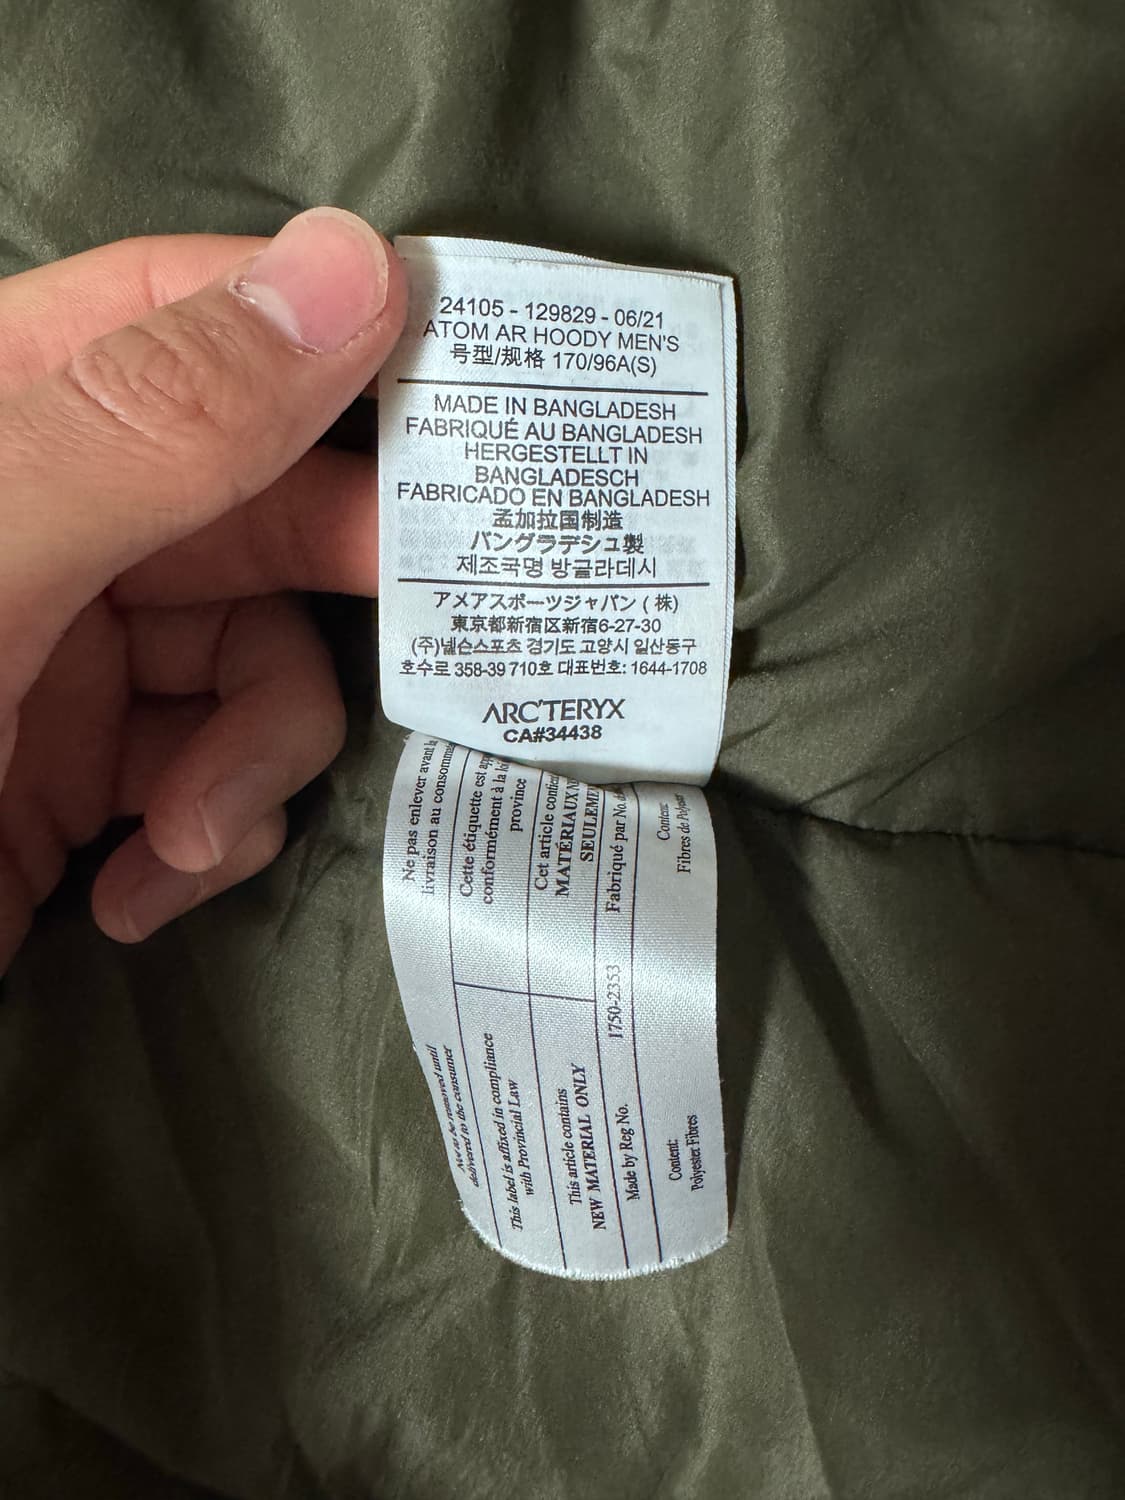 24105 - 129829 - 06/21
ATOM AR HOODY MEN'S
号型/规格 170/96A(S)
MADE IN BANGLADESH
FABRIQUÉ AU BANGLADESH
HERGESTELLT IN
BANGLADESCH
FABRICADO EN BANGLADESH
孟加拉国制造
バングラデシュ製
제조국명 방글라데시
アメアスポーツジャパン (株)
東京都新宿区新宿6-27-30
(주)넬슨스포츠 경기도 고양시 일산동구
호수로 358-39 710호 대표번호: 1644-1708
ARC'TERYX
CA#34438
Ne pas enlever avant la
livraison au consomm
Cette étiquette est
conformément à la
province
Cet article contient
MATÉRIAUX
SEULEME
Fabriqué par No.
Contenu:
Fibres de Polyester
1750-2353
Not to be removed until
delivered to the consumer
This label is affixed in compliance
with Provincial Law
This article contains
NEW MATERIAL ONLY
Made by Reg No.
Content:
Polyester Fibres